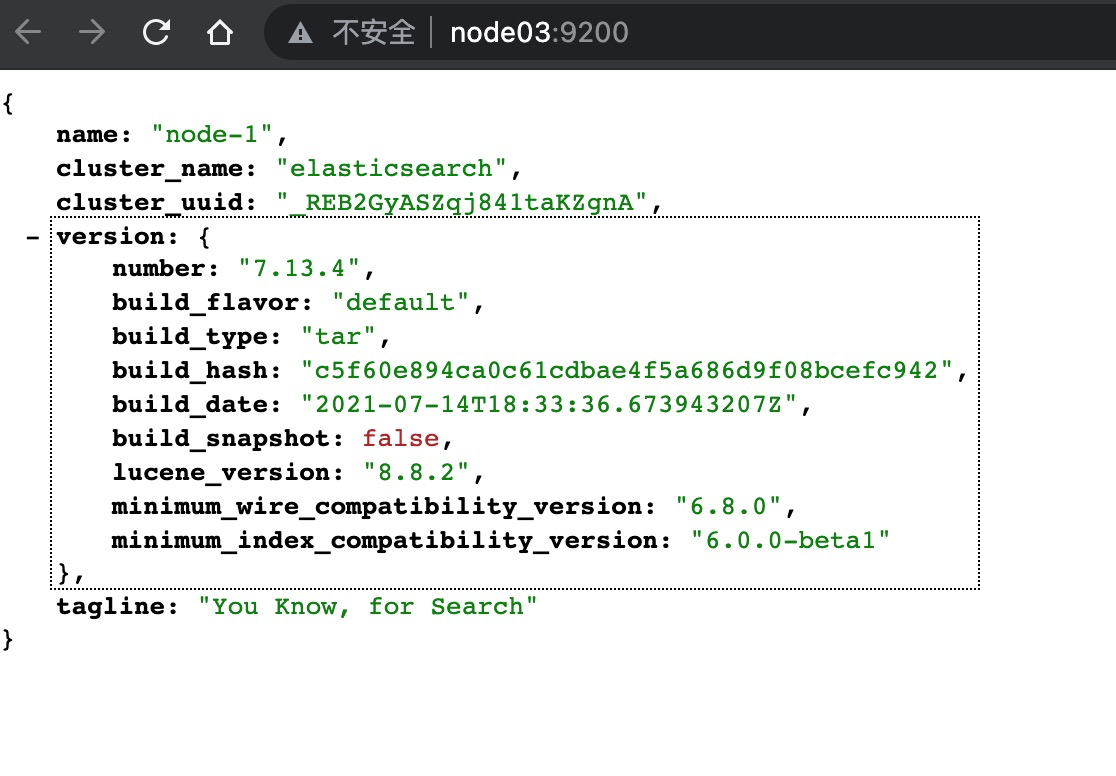 不安全 node03:9200
{
name: "node-1",
cluster_name: "elasticsearch",
cluster_uuid: "_REB2GyASZqj841taKZgnA",
- version: {
number: "7.13.4",
build_flavor: "default",
build_type: "tar",
build_hash: "c5f60e894ca0c61cdbae4f5a686d9f08bcefc942",
build_date: "2021-07-14T18:33:36.673943207Z",
build_snapshot: false,
lucene_version: "8.8.2",
minimum_wire_compatibility_version: "6.8.0",
minimum_index_compatibility_version: "6.0.0-beta1"
},
tagline: "You Know, for Search"
}